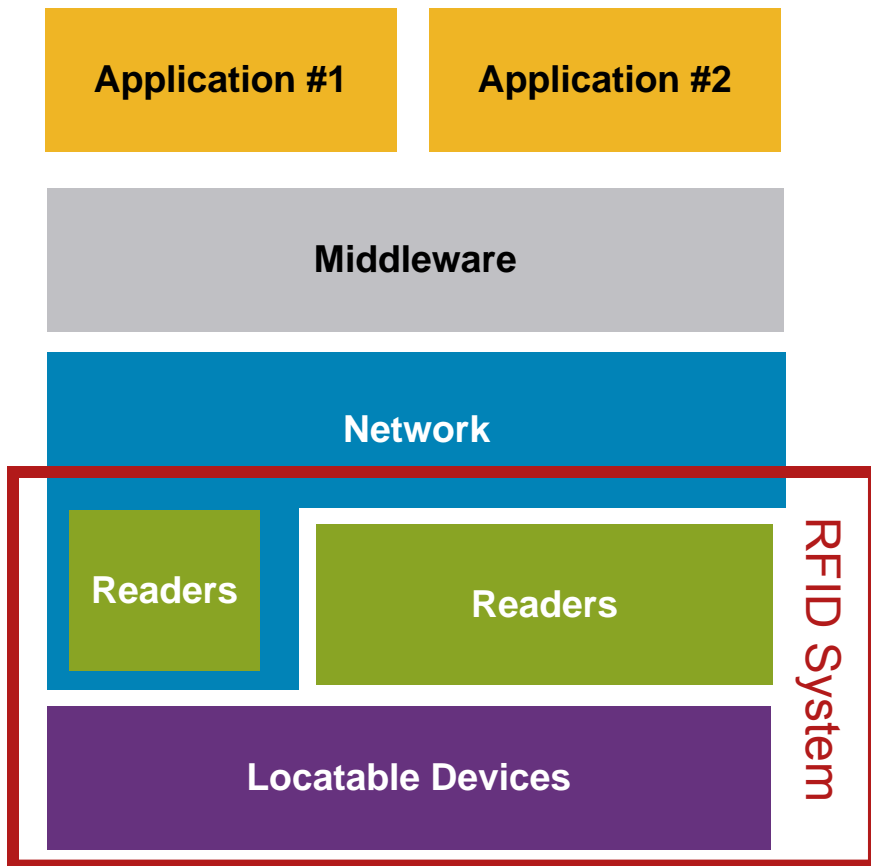 Application #1
Application #2
Middleware
Network
Readers
Readers
RFID System
Locatable Devices